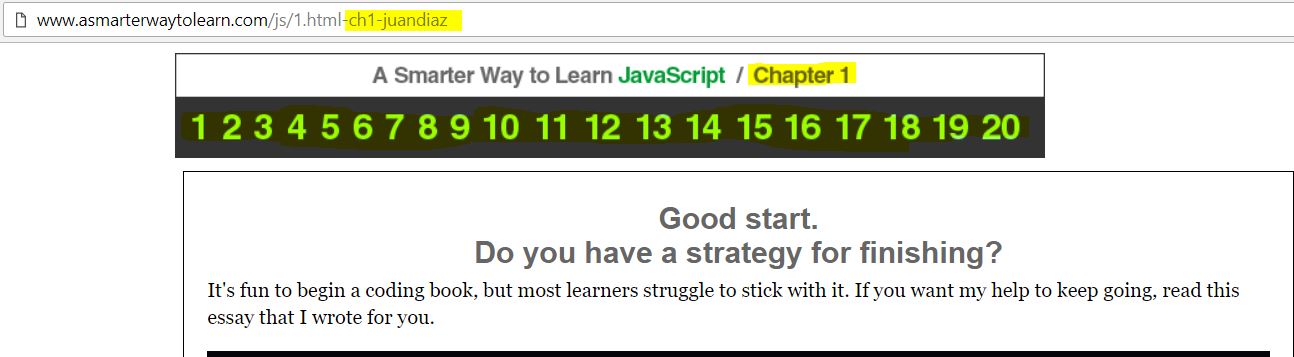 www.asmarterwaytolearn.com/js/1.html-ch1-juandiaz
A Smarter Way to Learn JavaScript / Chapter 1
1 2 3 4 5 6 7 8 9 10 11 12 13 14 15 16 17 18 19 20
Good start.
Do you have a strategy for finishing?
It's fun to begin a coding book, but most learners struggle to stick with it. If you want my help to keep going, read this
essay that I wrote for you.